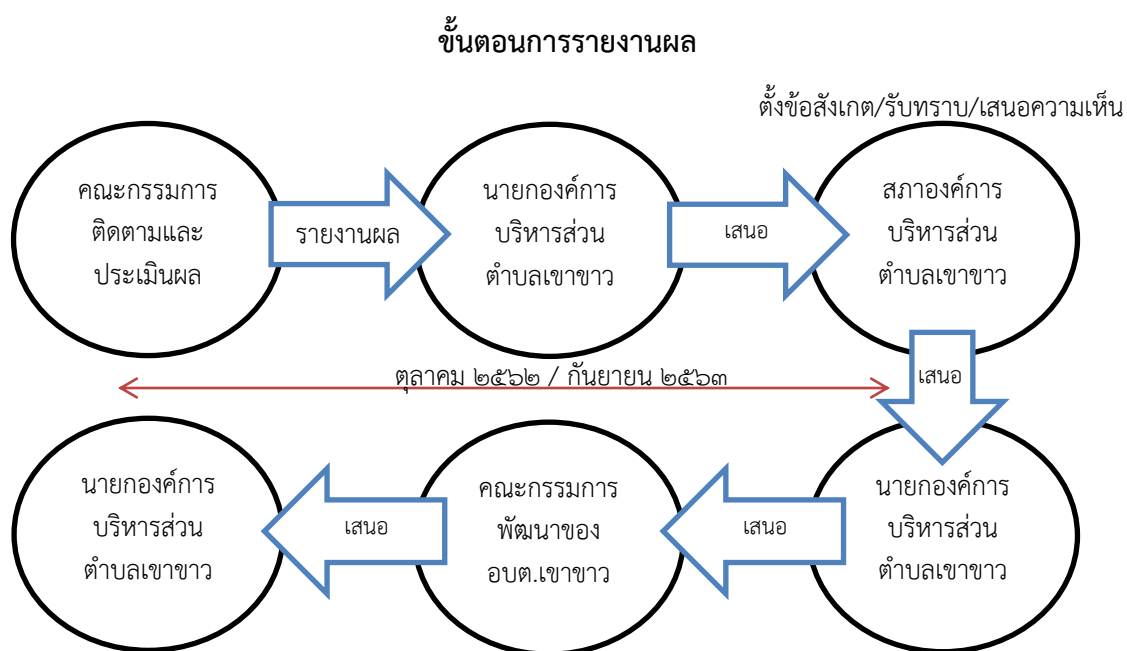 ขั้นตอนการรายงานผล
ตั้งข้อสังเกต/รับทราบ/เสนอความเห็น
คณะกรรมการ
ติดตามและ
ประเมินผล
รายงานผล
นายกองค์การ
บริหารส่วน
ตำบลเขาขาว
เสนอ
สภาองค์การ
บริหารส่วน
ตำบลเขาขาว
เสนอ
ตุลาคม ๒๕๖๒ / กันยายน ๒๕๖๓
นายกองค์การ
บริหารส่วน
ตำบลเขาขาว
เสนอ
คณะกรรมการ
พัฒนาของ
อบต.เขาขาว
เสนอ
นายกองค์การ
บริหารส่วน
ตำบลเขาขาว